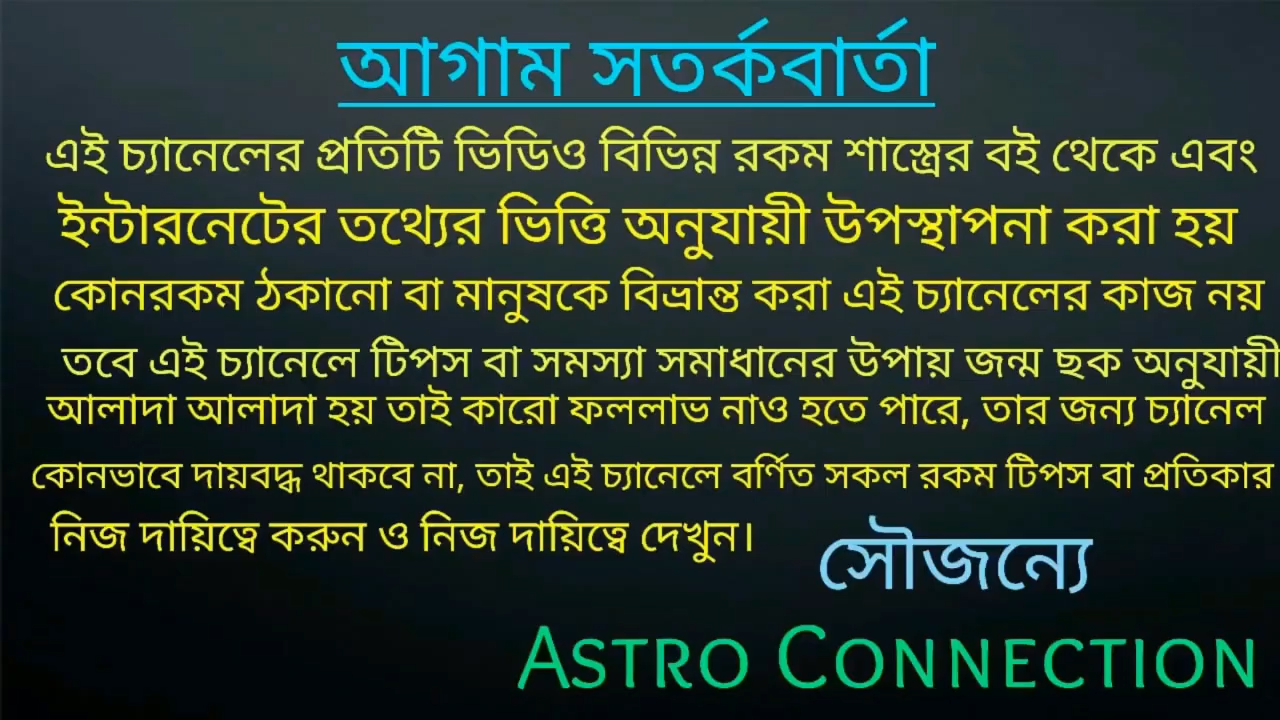 আগাম সতর্কবার্তা
এই চ্যানেলের প্রতিটি ভিডিও বিভিন্ন রকম শাস্ত্রের বই থেকে এবং
ইন্টারনেটের তথ্যের ভিত্তি অনুযায়ী উপস্থাপনা করা হয়
কোনরকম ঠকানো বা মানুষকে বিভ্রান্ত করা এই চ্যানেলের কাজ নয়
তবে এই চ্যানেলে টিপস বা সমস্যা সমাধানের উপায় জন্ম ছক অনুযায়ী
আলাদা আলাদা হয় তাই কারো ফললাভ নাও হতে পারে, তার জন্য চ্যানেল
কোনভাবে দায়বদ্ধ থাকবে না, তাই এই চ্যানেলে বর্ণিত সকল রকম টিপস বা প্রতিকার
নিজ দায়িত্বে করুন ও নিজ দায়িত্বে দেখুন।
সৌজন্যে
ASTRO CONNECTION